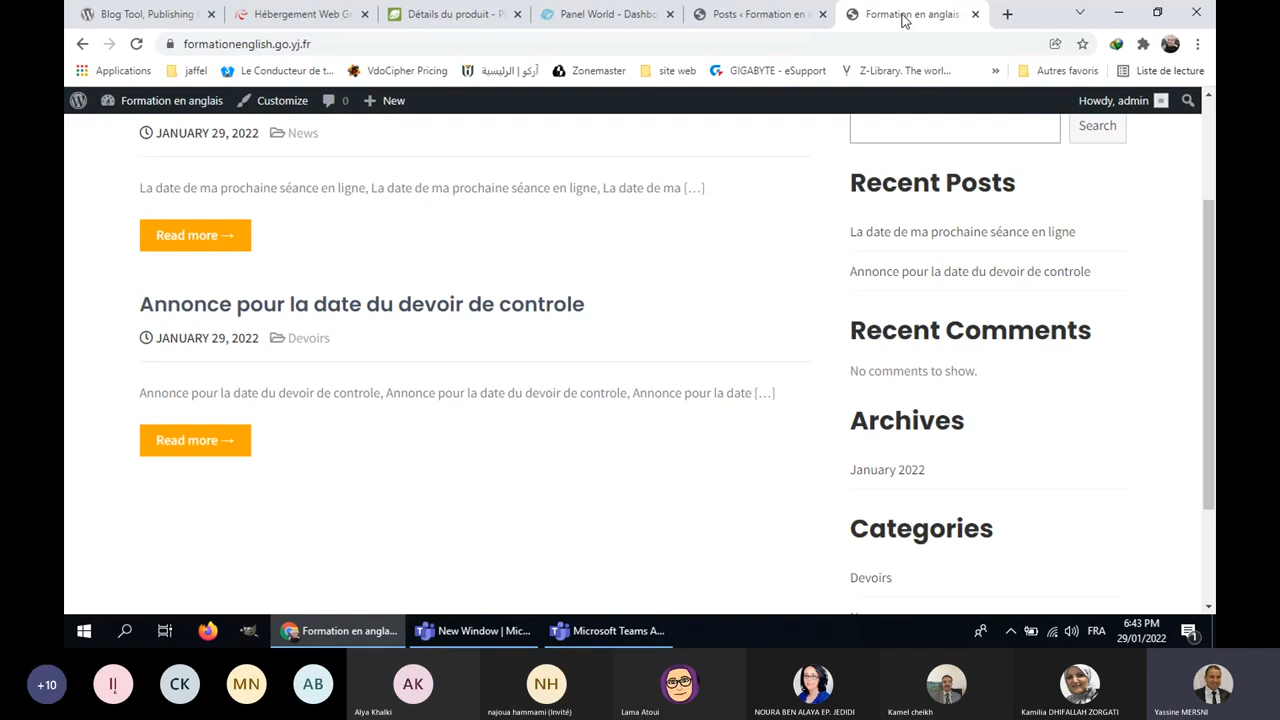 Blog Tool, Publishing
Hébergement Web G
Détails du produit - P
Panel World - Dashbo
Posts ‹ Formation en
Formation en anglais
formationenglish.go.yj.fr
Applications
jaffel
Le Conducteur de t...
VdoCipher Pricing
آركو | الرئيسية
Zonemaster
site web
GIGABYTE - eSupport
Z-Library. The worl...
»
Autres favoris
Liste de lecture
Formation en anglais
Customize
0
New
Howdy, admin
JANUARY 29, 2022
News
La date de ma prochaine séance en ligne, La date de ma prochaine séance en ligne, La date de ma […]
Read more →
Annonce pour la date du devoir de controle
JANUARY 29, 2022
Devoirs
Annonce pour la date du devoir de controle, Annonce pour la date du devoir de controle, Annonce pour la date […]
Read more →
Search
Recent Posts
La date de ma prochaine séance en ligne
Annonce pour la date du devoir de controle
Recent Comments
No comments to show.
Archives
January 2022
Categories
Devoirs
Formation en angla...
New Window | Mic...
Microsoft Teams A...
FRA
6:43 PM
29/01/2022
1
+10
IJ
CK
MN
AB
AK
Alya Khalki
NH
najoua hammami (Invité)
Lama Atoui
NOURA BEN ALAYA EP. JEDIDI
Kamel cheikh
Kamilia DHIFALLAH ZORGATI
Yassine MERSNI